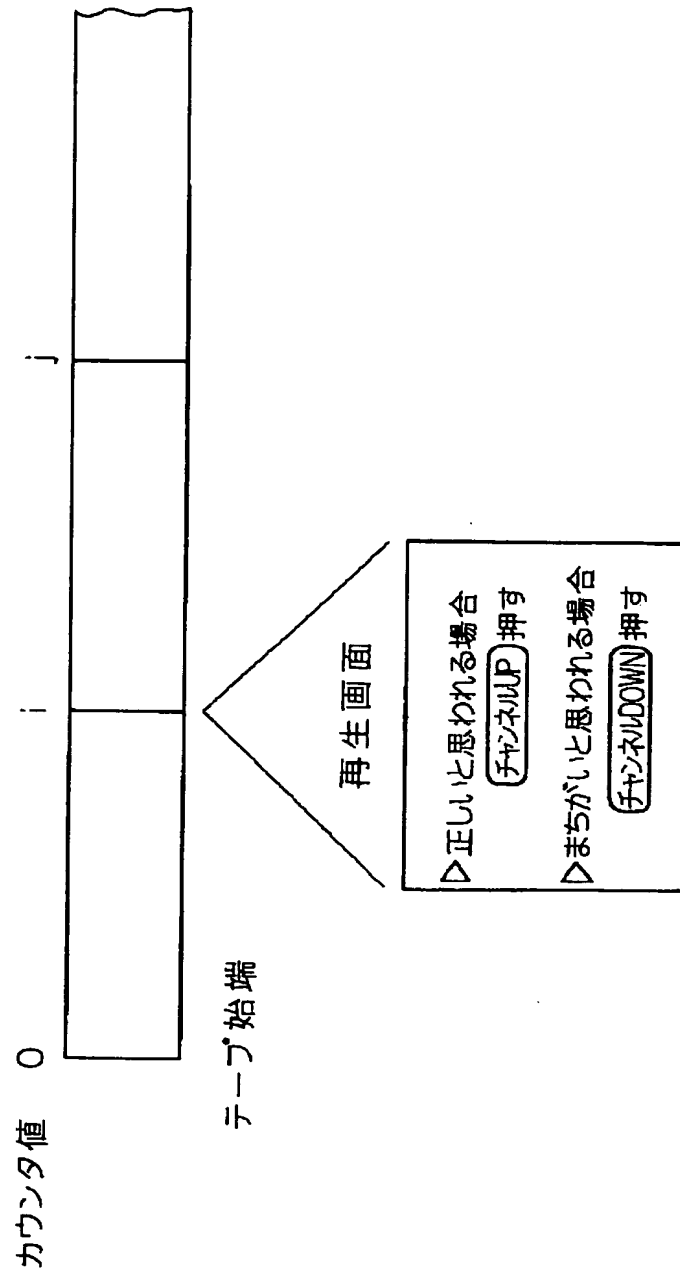 カウンタ値 0 i j
テープ始端
再生画面
▷正しいと思われる場合
チャンネルUP 押す
▷まちがいと思われる場合
チャンネルDOWN 押す